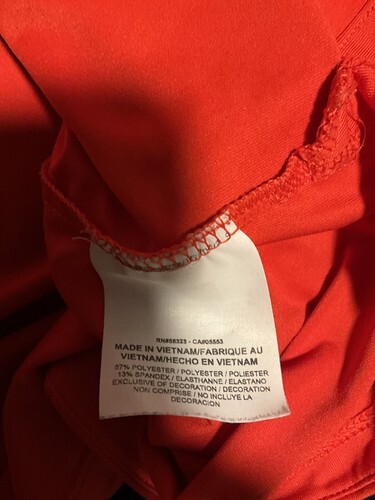 RN#56323 - CA#05553
MADE IN VIETNAM/FABRIQUE AU
VIETNAM/HECHO EN VIETNAM
87% POLYESTER / POLYESTER / POLIESTER
13% SPANDEX / ELASTHANNE / ELASTANO
EXCLUSIVE OF DECORATION / DECORATION
NON COMPRISE / NO INCLUYE LA
DECORACION